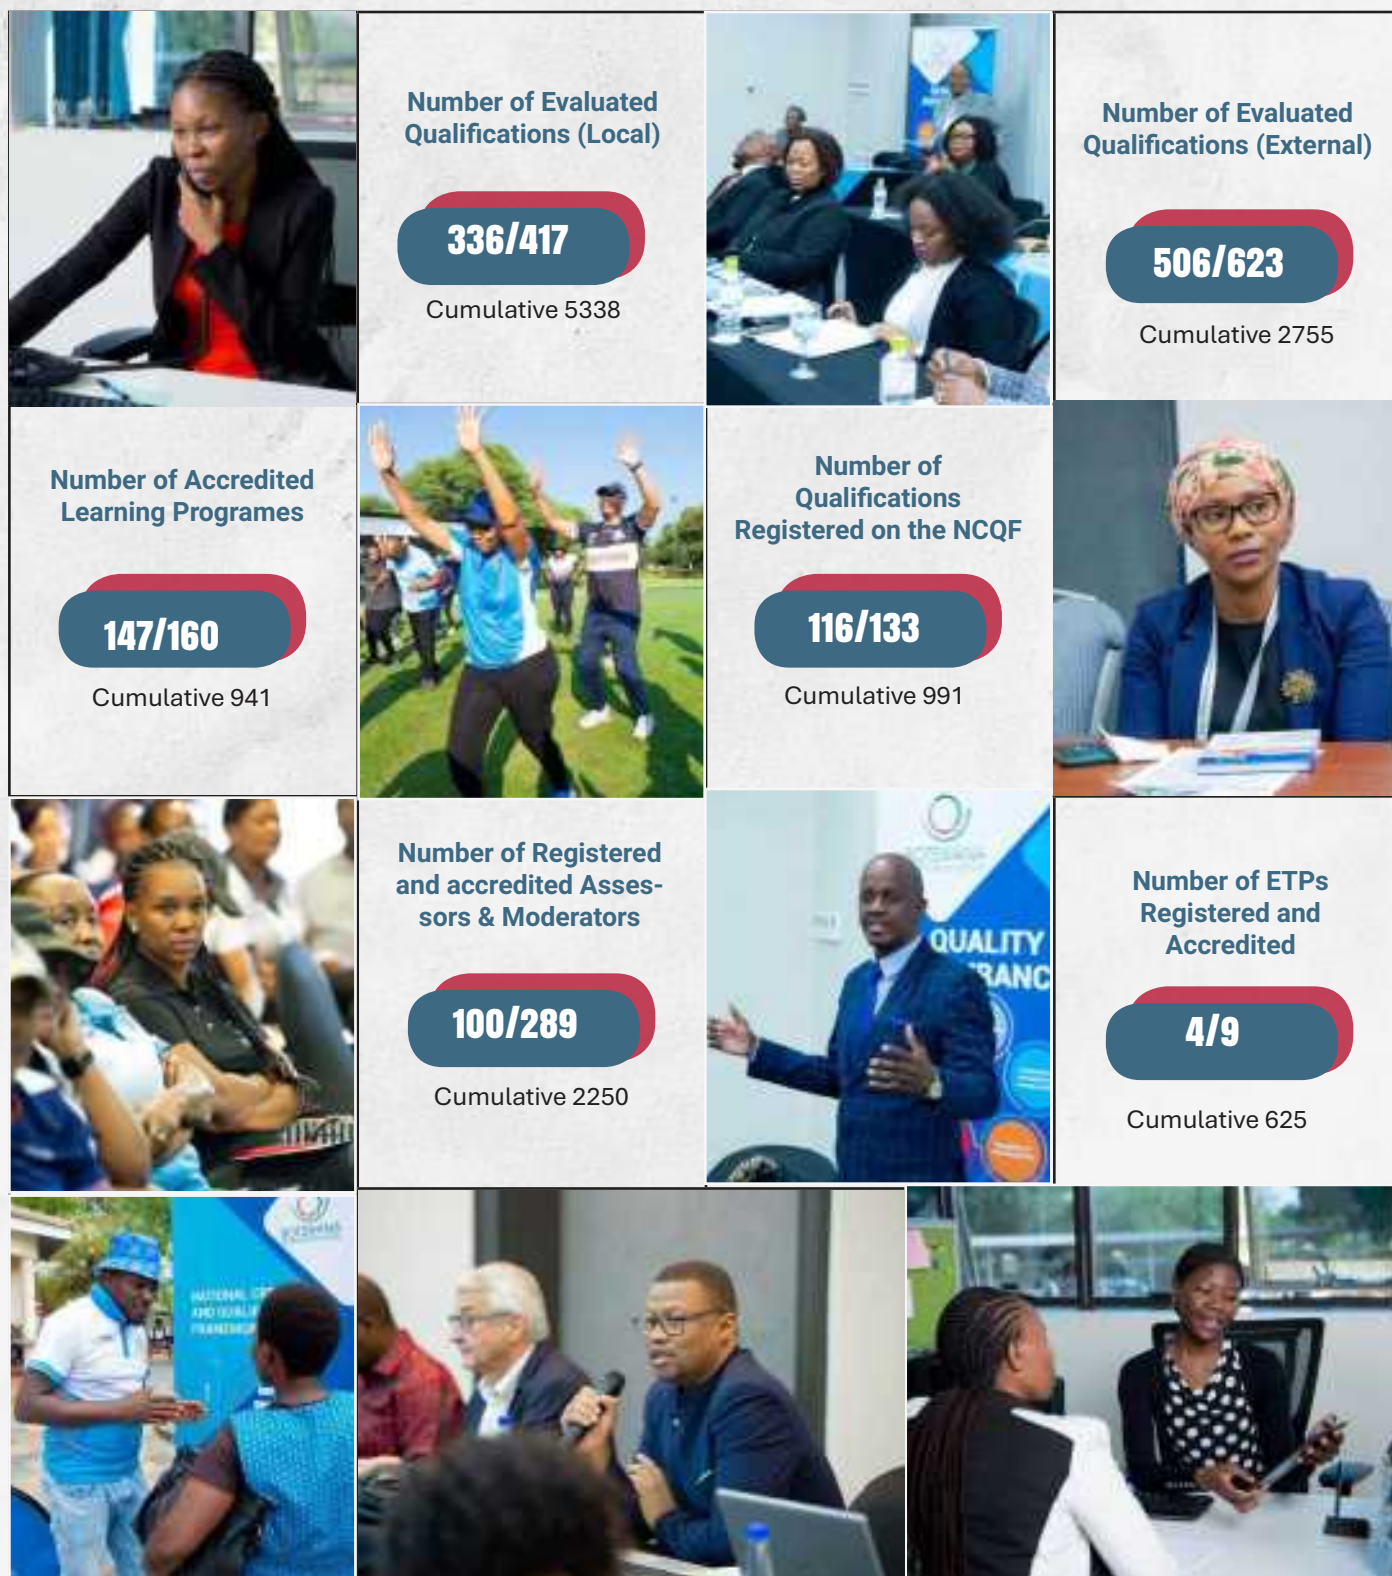 Number of Evaluated
Qualifications (Local)
336/417
Cumulative 5338
Number of Evaluated
Qualifications (External)
506/623
Cumulative 2755
Number of Accredited
Learning Programes
147/160
Cumulative 941
Number of
Qualifications
Registered on the NCQF
116/133
Cumulative 991
Number of Registered
and accredited Asses-
sors & Moderators
100/289
Cumulative 2250
QUALITY
Number of ETPs
Registered and
Accredited
4/9
Cumulative 625
NATIONAL
AND